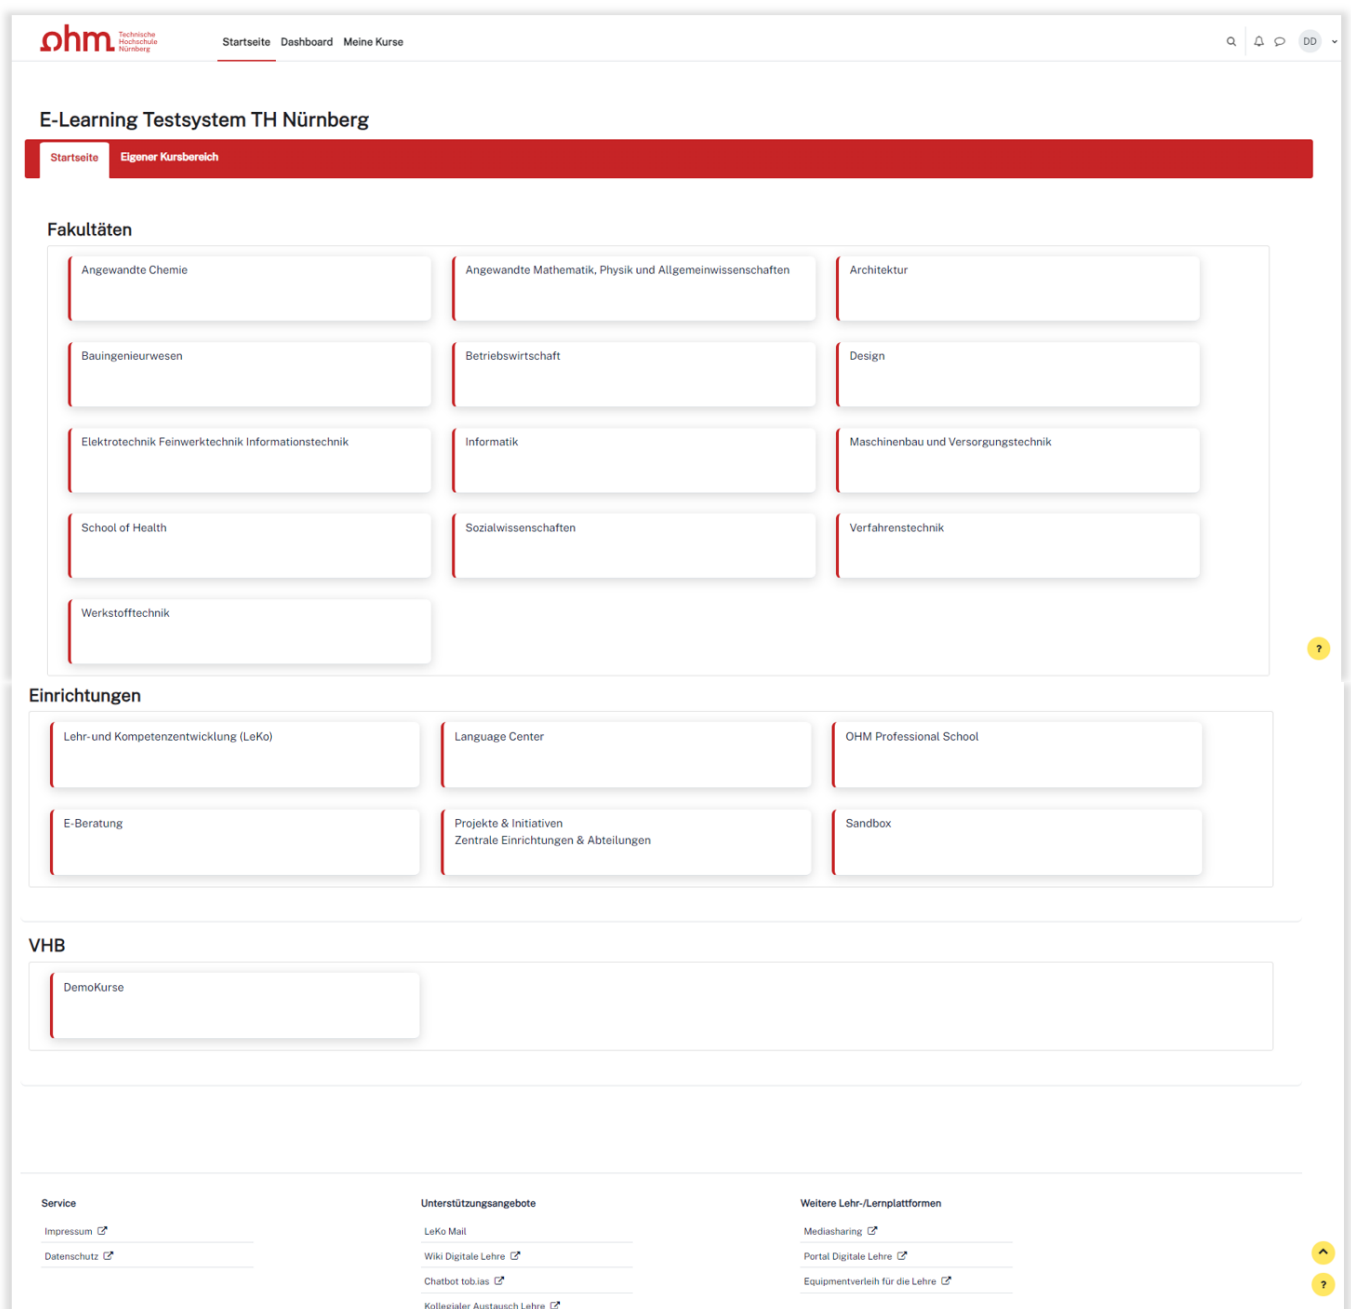 ohm Technische
Hochschule
Nürnberg
Startseite Dashboard Meine Kurse
DD
E-Learning Testsystem TH Nürnberg
Startseite Eigener Kursbereich
Fakultäten
Angewandte Chemie
Angewandte Mathematik, Physik und Allgemeinwissenschaften
Architektur
Bauingenieurwesen
Betriebswirtschaft
Design
Elektrotechnik Feinwerktechnik Informationstechnik
Informatik
Maschinenbau und Versorgungstechnik
School of Health
Sozialwissenschaften
Verfahrenstechnik
Werkstofftechnik
?
Einrichtungen
Lehr- und Kompetenzentwicklung (LeKo)
Language Center
OHM Professional School
E-Beratung
Projekte & Initiativen
Zentrale Einrichtungen & Abteilungen
Sandbox
VHB
DemoKurse
Service
Impressum
Datenschutz
Unterstützungsangebote
LeKo Mail
Wiki Digitale Lehre
Chatbot tob.ias
Kollegialer Austausch Lehre
Weitere Lehr-/Lernplattformen
Mediasharing
Portal Digitale Lehre
Equipmentverleih für die Lehre
?